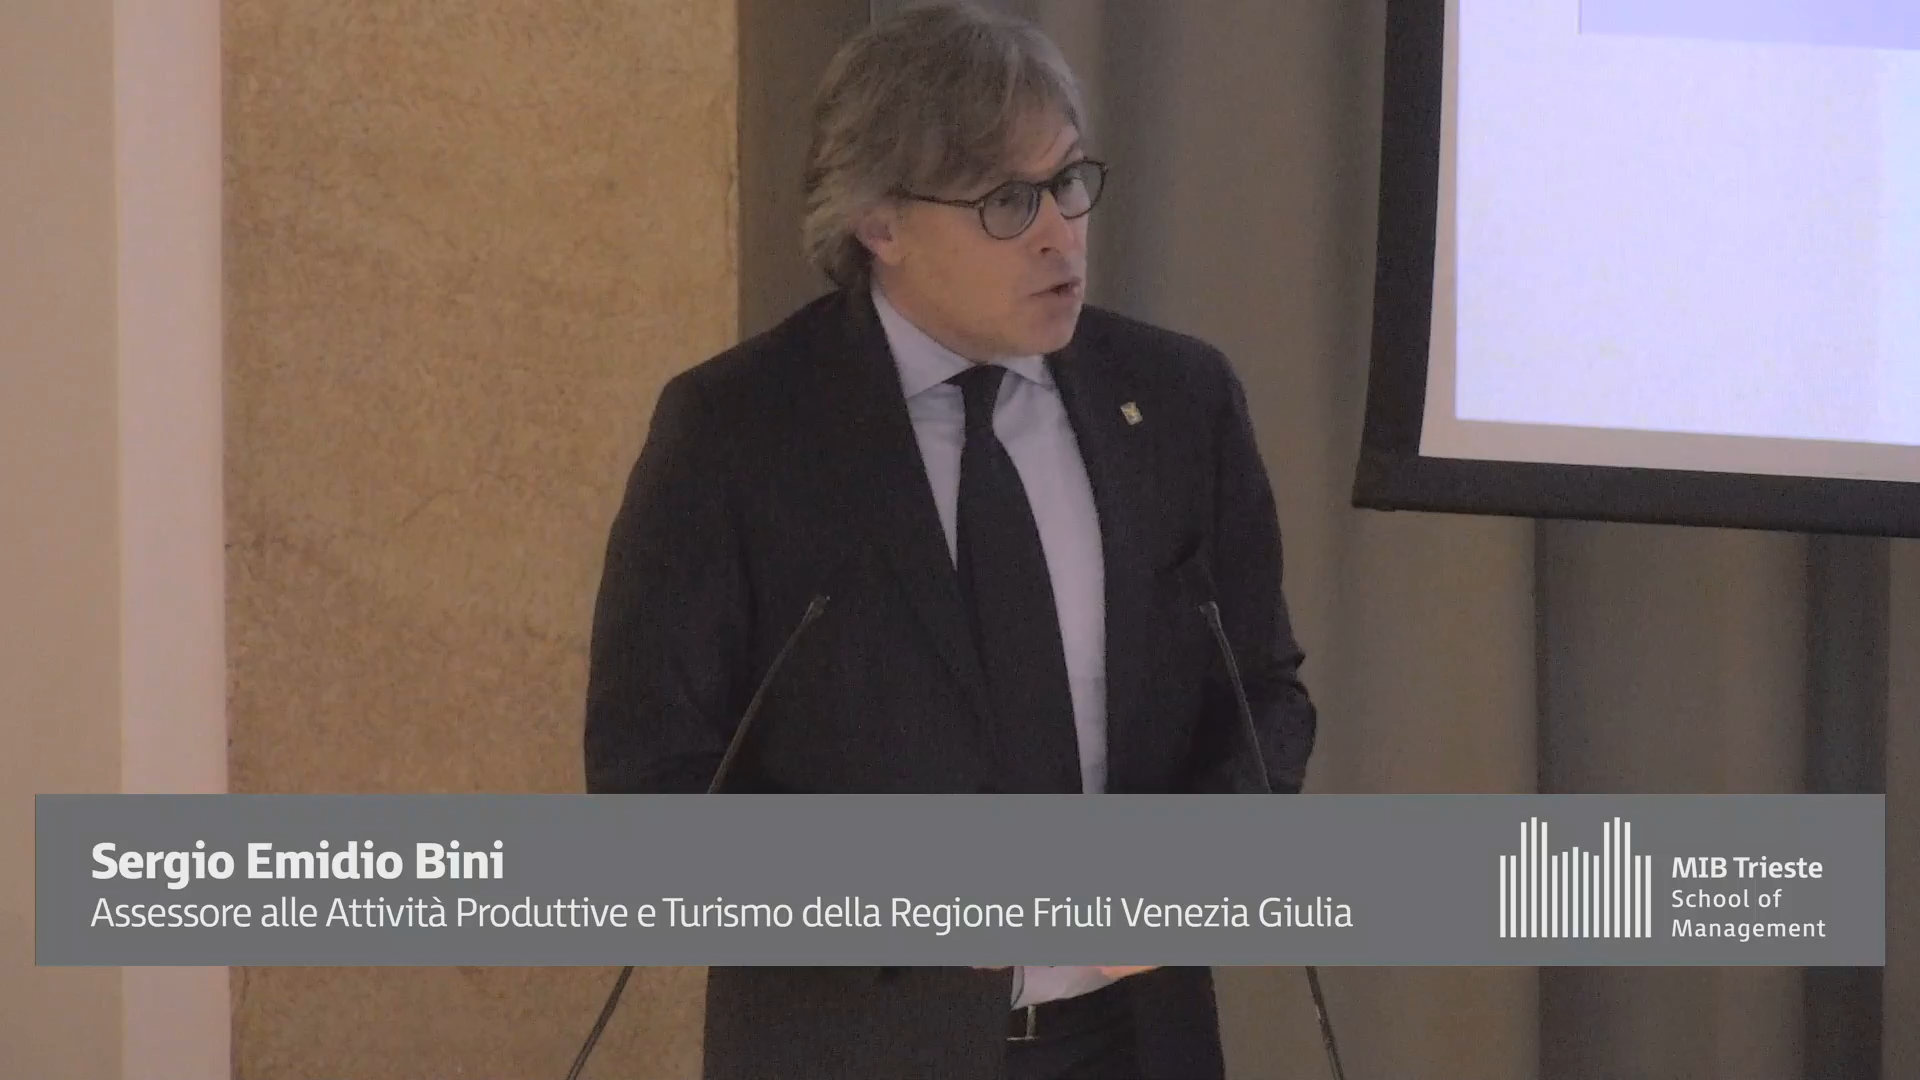 Sergio Emidio Bini
Assessore alle Attività Produttive e Turismo della Regione Friuli Venezia Giulia
MIB Trieste
School of
Management